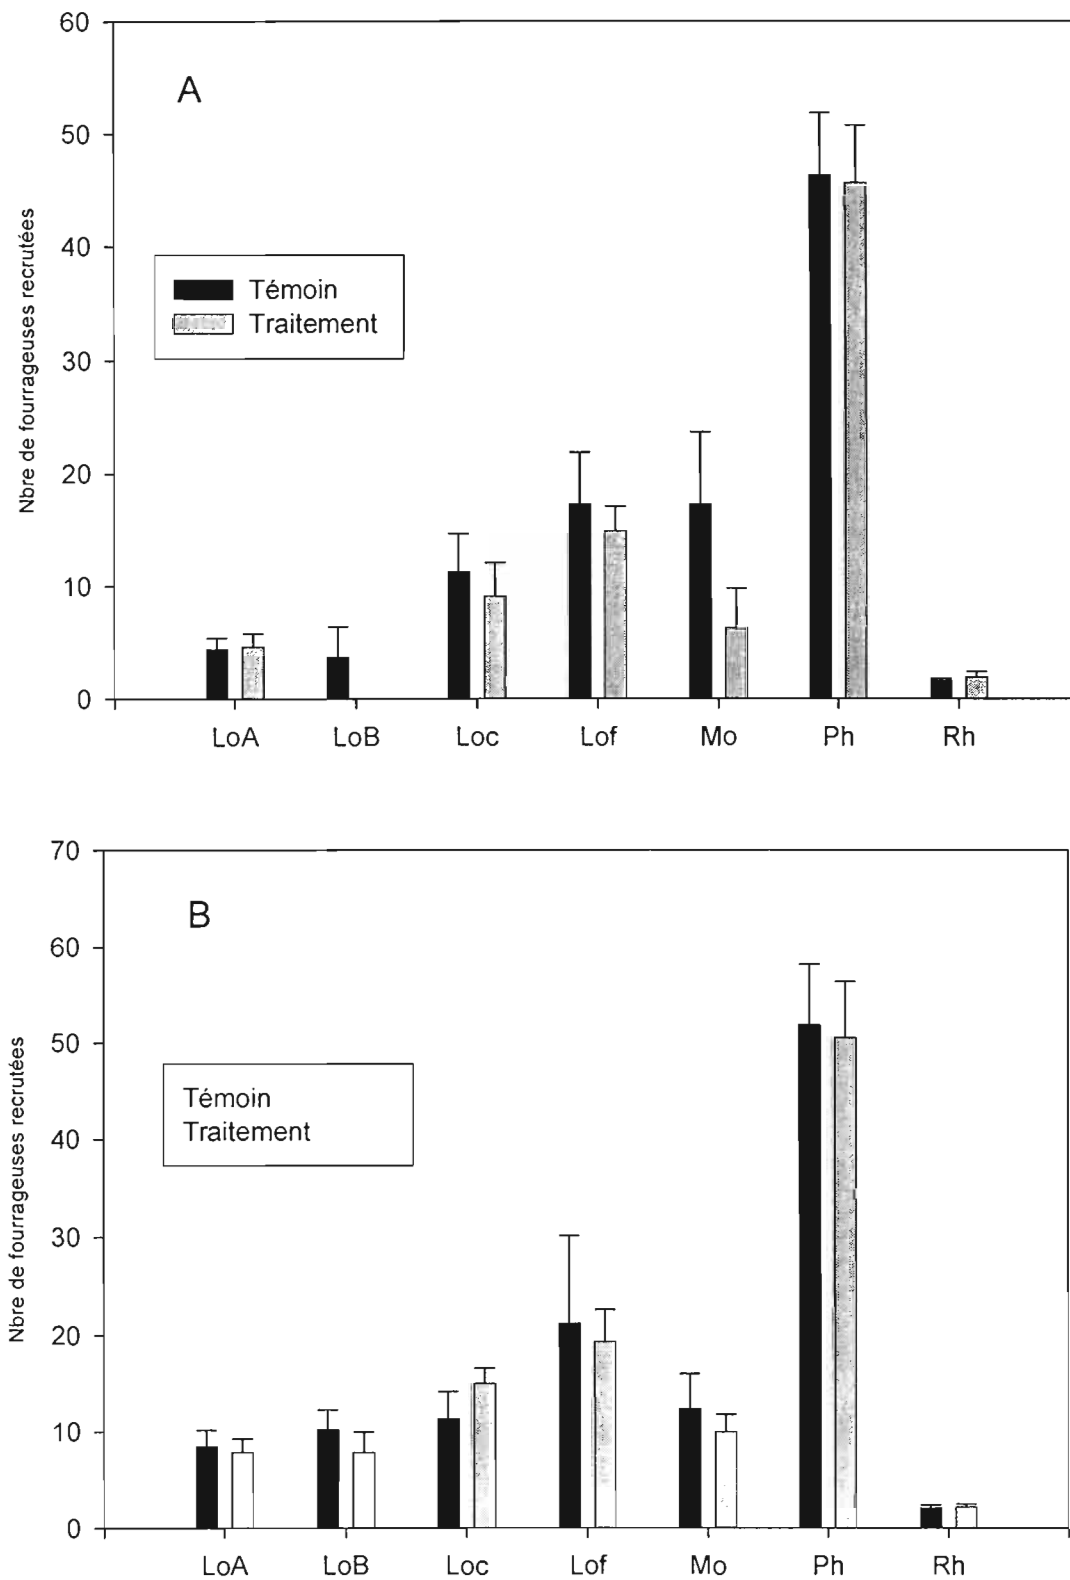 60
A
50
40
30
20
10
0
Nbre de fourrageuses recrutées
Témoin
Traitement
LoA LoB Loc Lof Mo Ph Rh
70
B
60
50
40
30
20
10
0
Nbre de fourrageuses recrutées
Témoin
Traitement
LoA LoB Loc Lof Mo Ph Rh